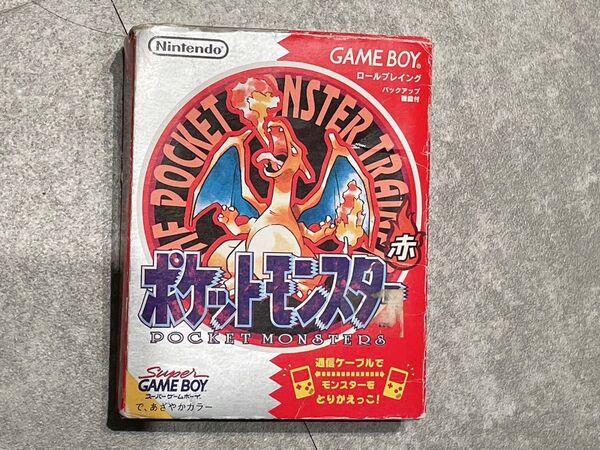 Nintendo
GAME BOY
ロールプレイング
バックアップ
機能付
THE POCKET MONSTER TRAINER
赤
ポケットモンスター
POCKET MONSTERS
Super
GAME BOY
スーパーゲームボーイ
で、あざやかカラー
通信ケーブルで
モンスターを
とりかえっこ!